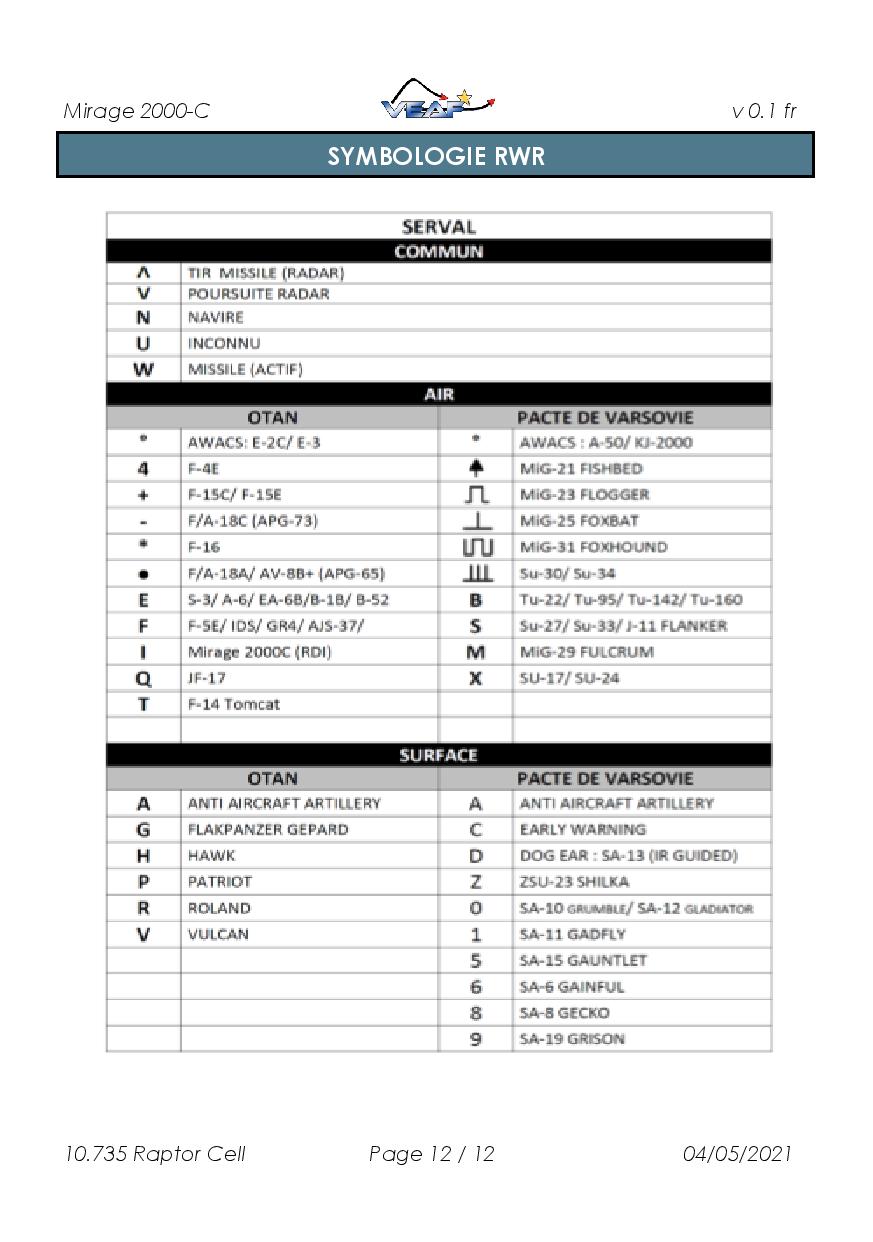 Mirage 2000-C VEAF v 0.1 fr
SYMBOLOGIE RWR
SERVAL
COMMUN
Λ TIR MISSILE (RADAR)
V POURSUITE RADAR
N NAVIRE
U INCONNU
W MISSILE (ACTIF)
AIR
OTAN PACTE DE VARSOVIE
° AWACS: E-2C/ E-3 ° AWACS : A-50/ KJ-2000
4 F-4E MiG-21 FISHBED
+ F-15C/ F-15E MiG-23 FLOGGER
- F/A-18C (APG-73) MiG-25 FOXBAT
* F-16 MiG-31 FOXHOUND
● F/A-18A/ AV-8B+ (APG-65) Su-30/ Su-34
E S-3/ A-6/ EA-6B/B-1B/ B-52 B Tu-22/ Tu-95/ Tu-142/ Tu-160
F F-5E/ IDS/ GR4/ AJS-37/ S Su-27/ Su-33/ J-11 FLANKER
I Mirage 2000C (RDI) M MiG-29 FULCRUM
Q JF-17 X SU-17/ SU-24
T F-14 Tomcat
SURFACE
OTAN PACTE DE VARSOVIE
A ANTI AIRCRAFT ARTILLERY A ANTI AIRCRAFT ARTILLERY
G FLAKPANZER GEPARD C EARLY WARNING
H HAWK D DOG EAR : SA-13 (IR GUIDED)
P PATRIOT Z ZSU-23 SHILKA
R ROLAND 0 SA-10 GRUMBLE/ SA-12 GLADIATOR
V VULCAN 1 SA-11 GADFLY
5 SA-15 GAUNTLET
6 SA-6 GAINFUL
8 SA-8 GECKO
9 SA-19 GRISON
10.735 Raptor Cell Page 12 / 12 04/05/2021